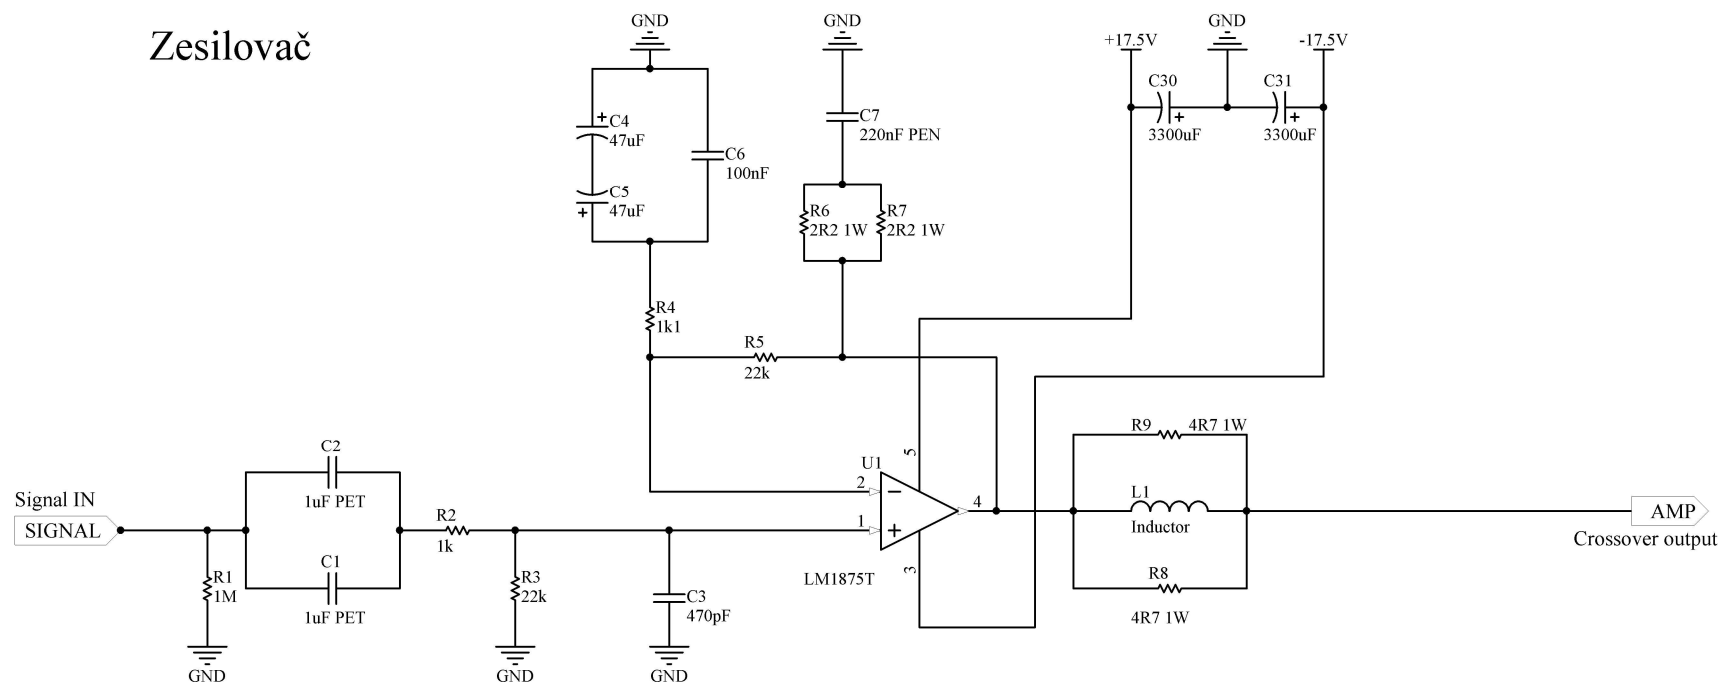 Zesilovač
GND
GND
+17.5V
GND
-17.5V
C30
3300uF
C31
3300uF
C4
47uF
C5
47uF
C6
100nF
C7
220nF PEN
R6
2R2 1W
R7
2R2 1W
R4
1k1
R5
22k
Signal IN
SIGNAL
R1
1M
GND
C2
1uF PET
C1
1uF PET
R2
1k
R3
22k
GND
C3
470pF
GND
U1
2
1
5
3
4
LM1875T
R9
4R7 1W
L1
Inductor
R8
4R7 1W
AMP
Crossover output